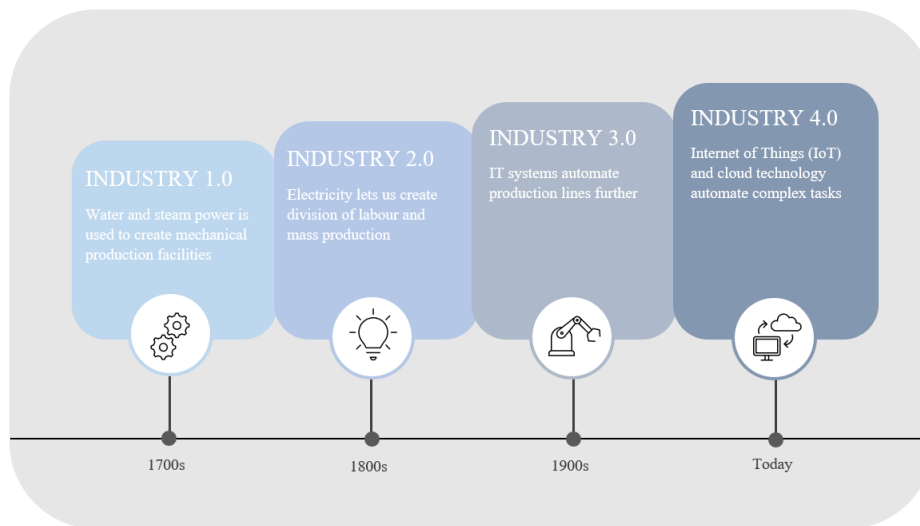 INDUSTRY 1.0
Water and steam power is
used to create mechanical
production facilities
INDUSTRY 2.0
Electricity lets us create
division of labour and
mass production
INDUSTRY 3.0
IT systems automate
production lines further
INDUSTRY 4.0
Internet of Things (IoT)
and cloud technology
automate complex tasks
1700s
1800s
1900s
Today